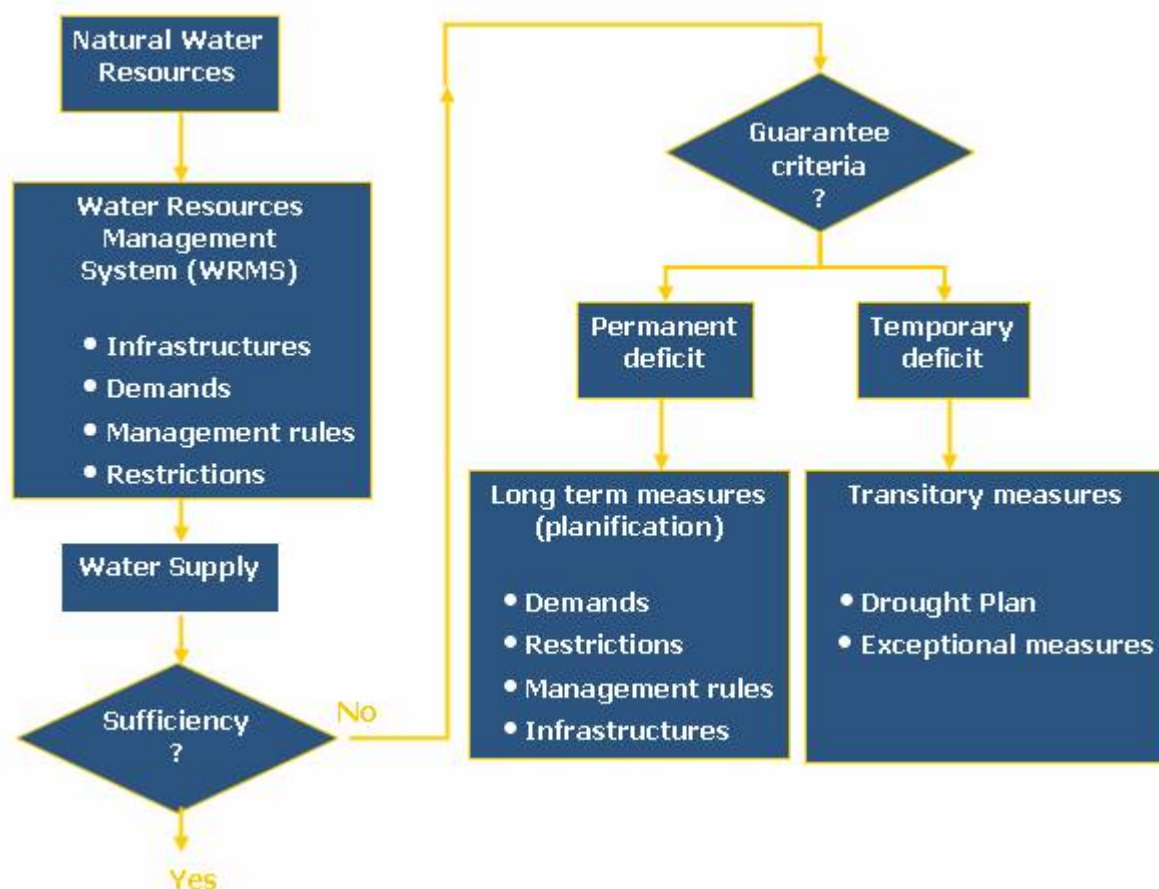 Natural Water
Resources
Water Resources
Management
System (WRMS)
• Infrastructures
• Demands
• Management rules
• Restrictions
Water Supply
Sufficiency
?
No
Yes
Guarantee
criteria
?
Permanent
deficit
Temporary
deficit
Long term measures
(planification)
• Demands
• Restrictions
• Management rules
• Infrastructures
Transitory measures
• Drought Plan
• Exceptional measures